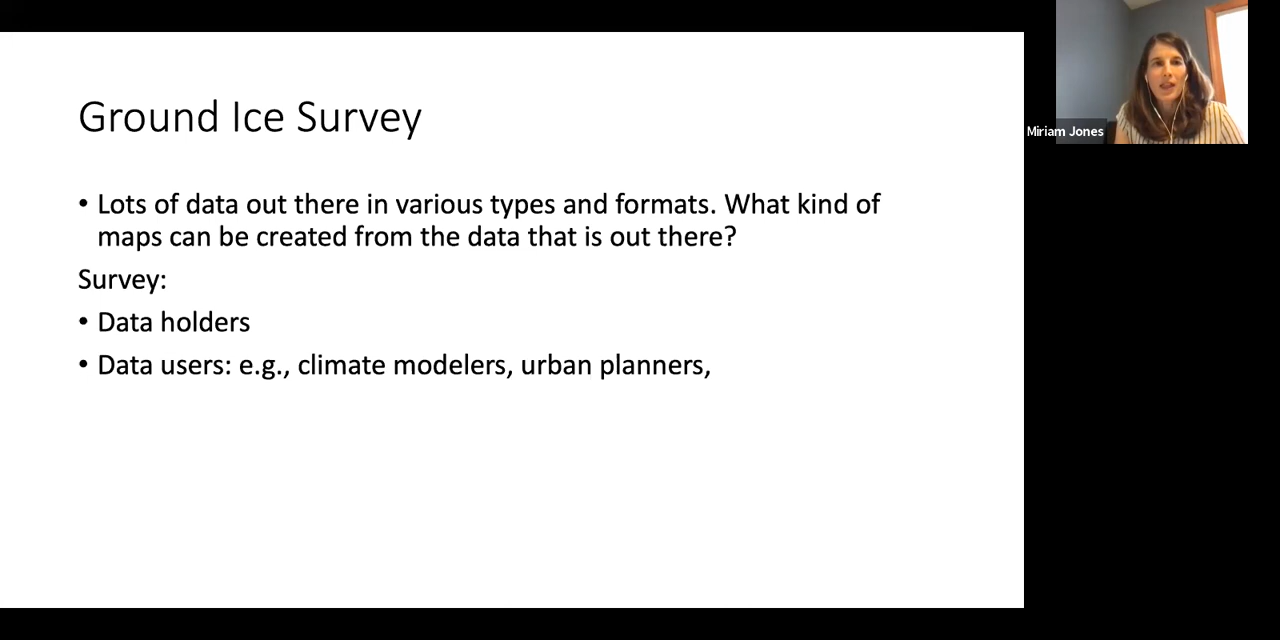 Ground Ice Survey
• Lots of data out there in various types and formats. What kind of
maps can be created from the data that is out there?
Survey:
• Data holders
• Data users: e.g., climate modelers, urban planners,
Miriam Jones